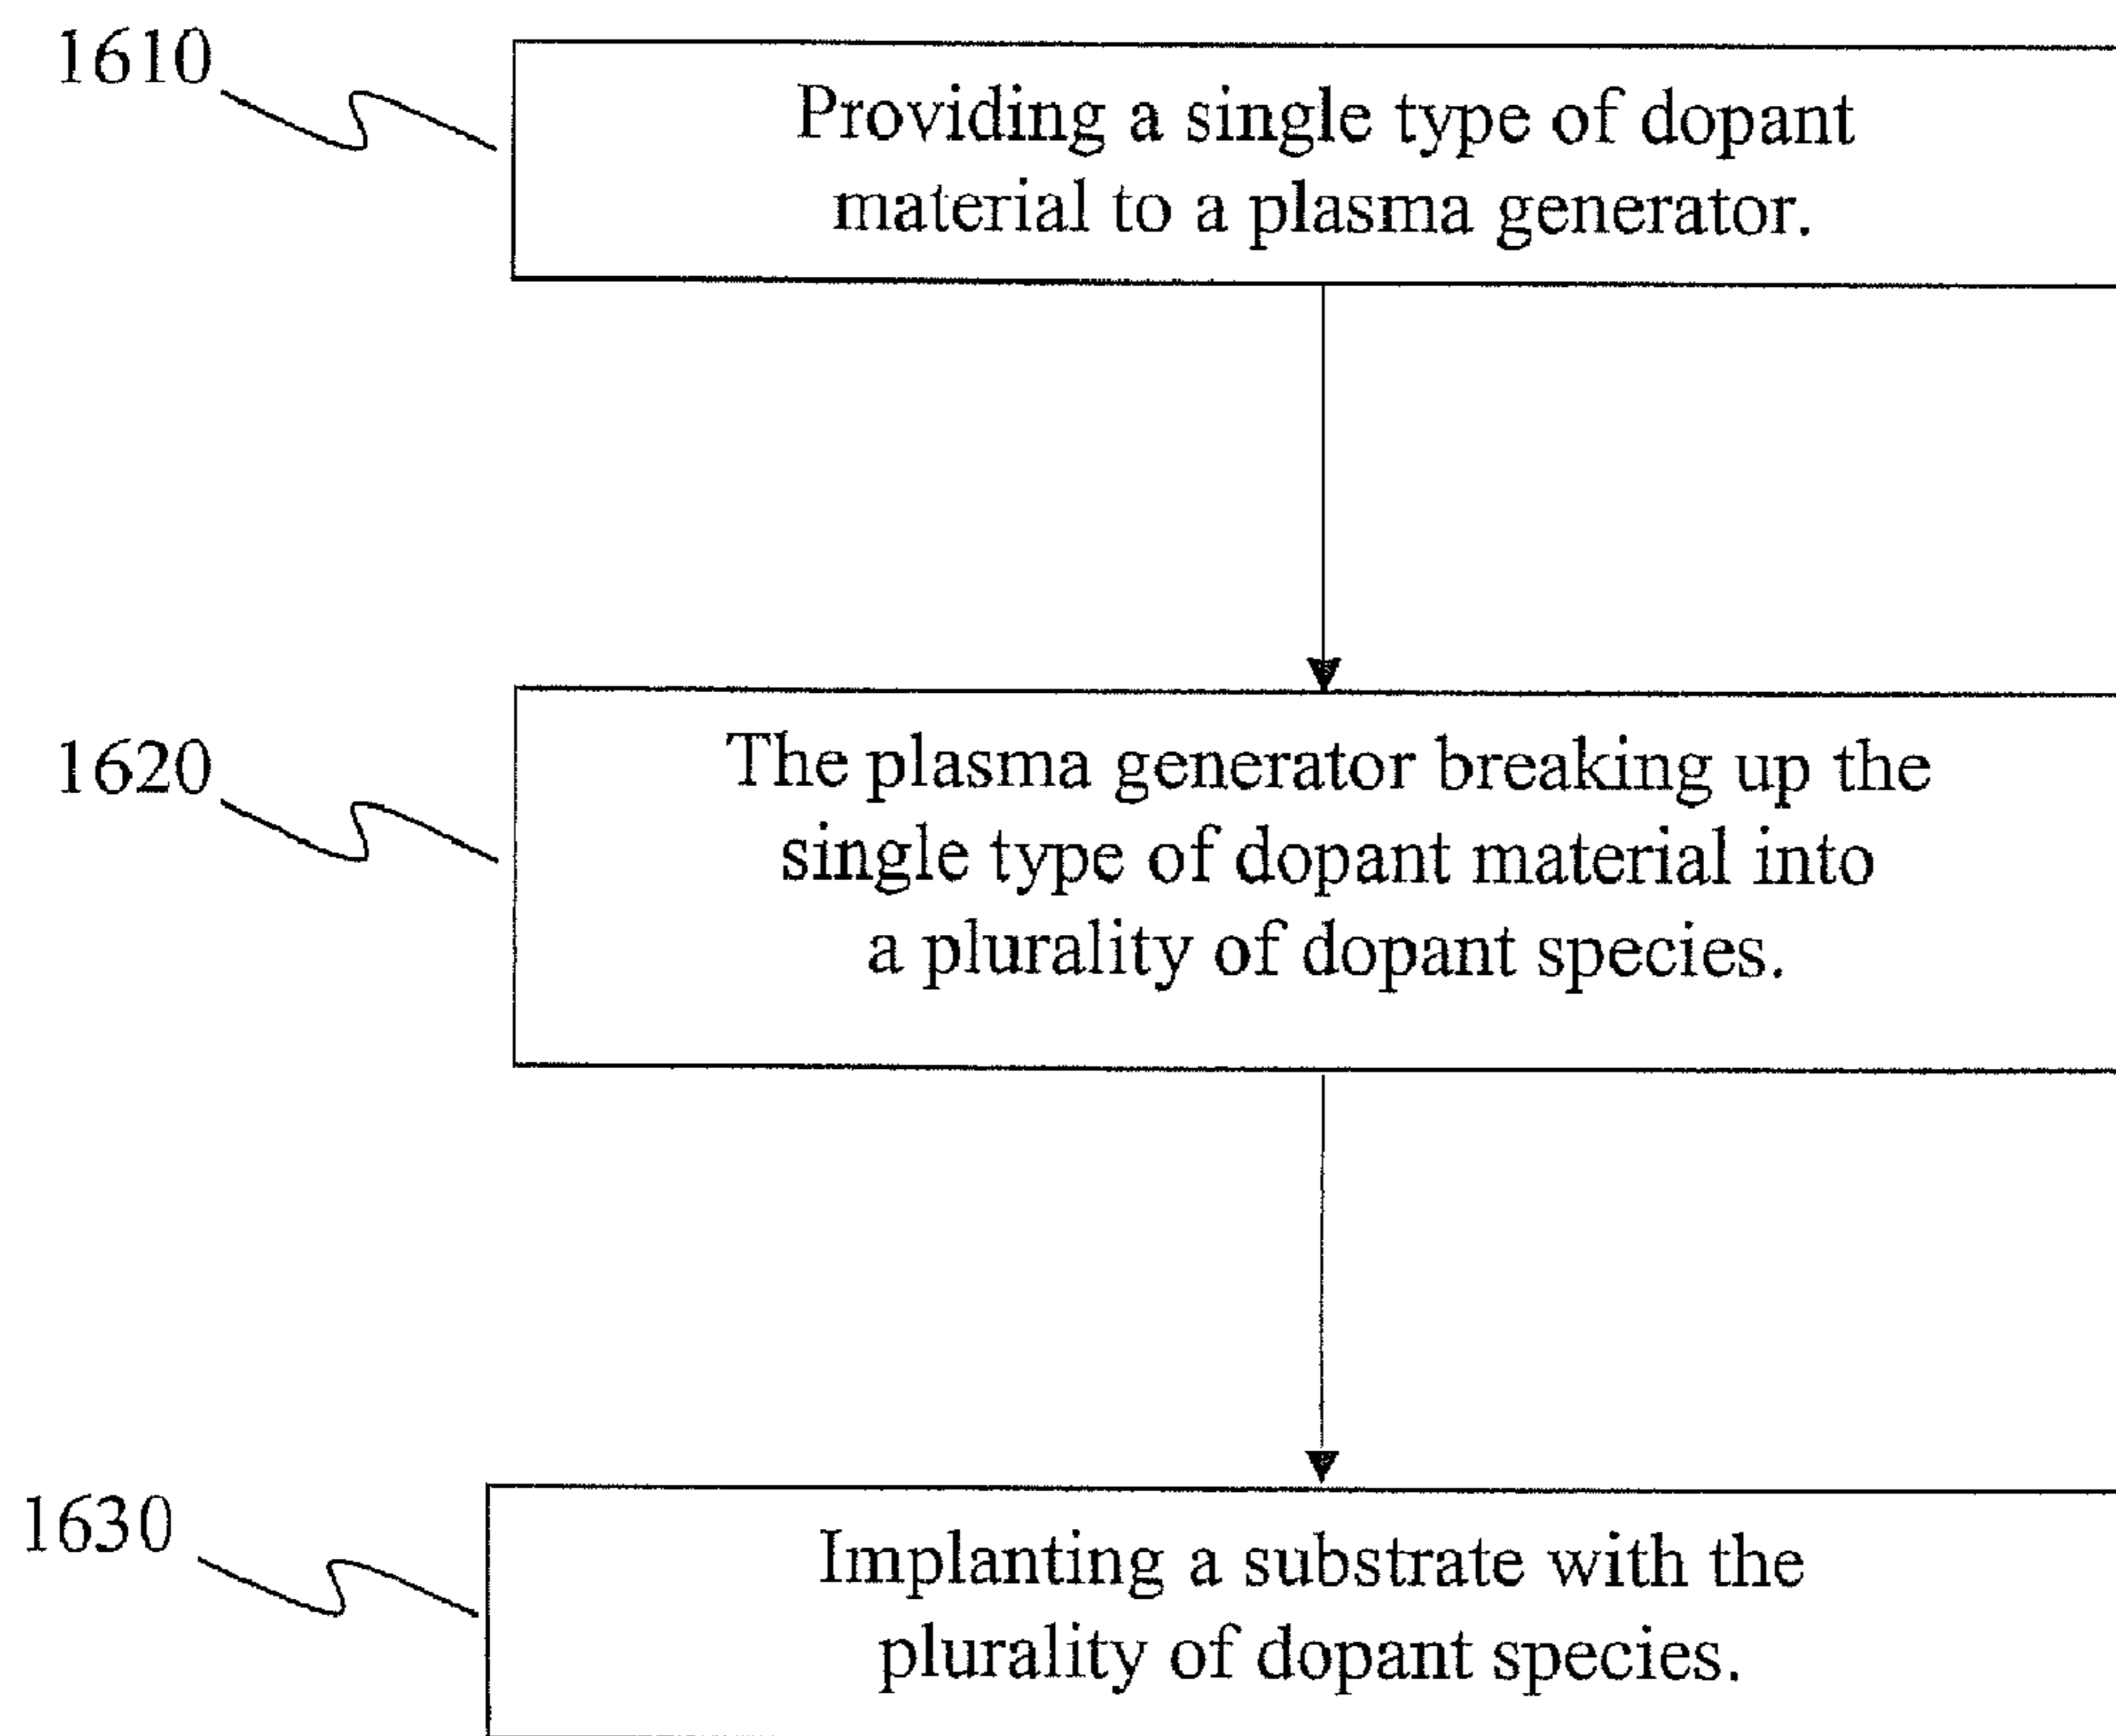 1610
Providing a single type of dopant
material to a plasma generator.
1620
The plasma generator breaking up the
single type of dopant material into
a plurality of dopant species.
1630
Implanting a substrate with the
plurality of dopant species.